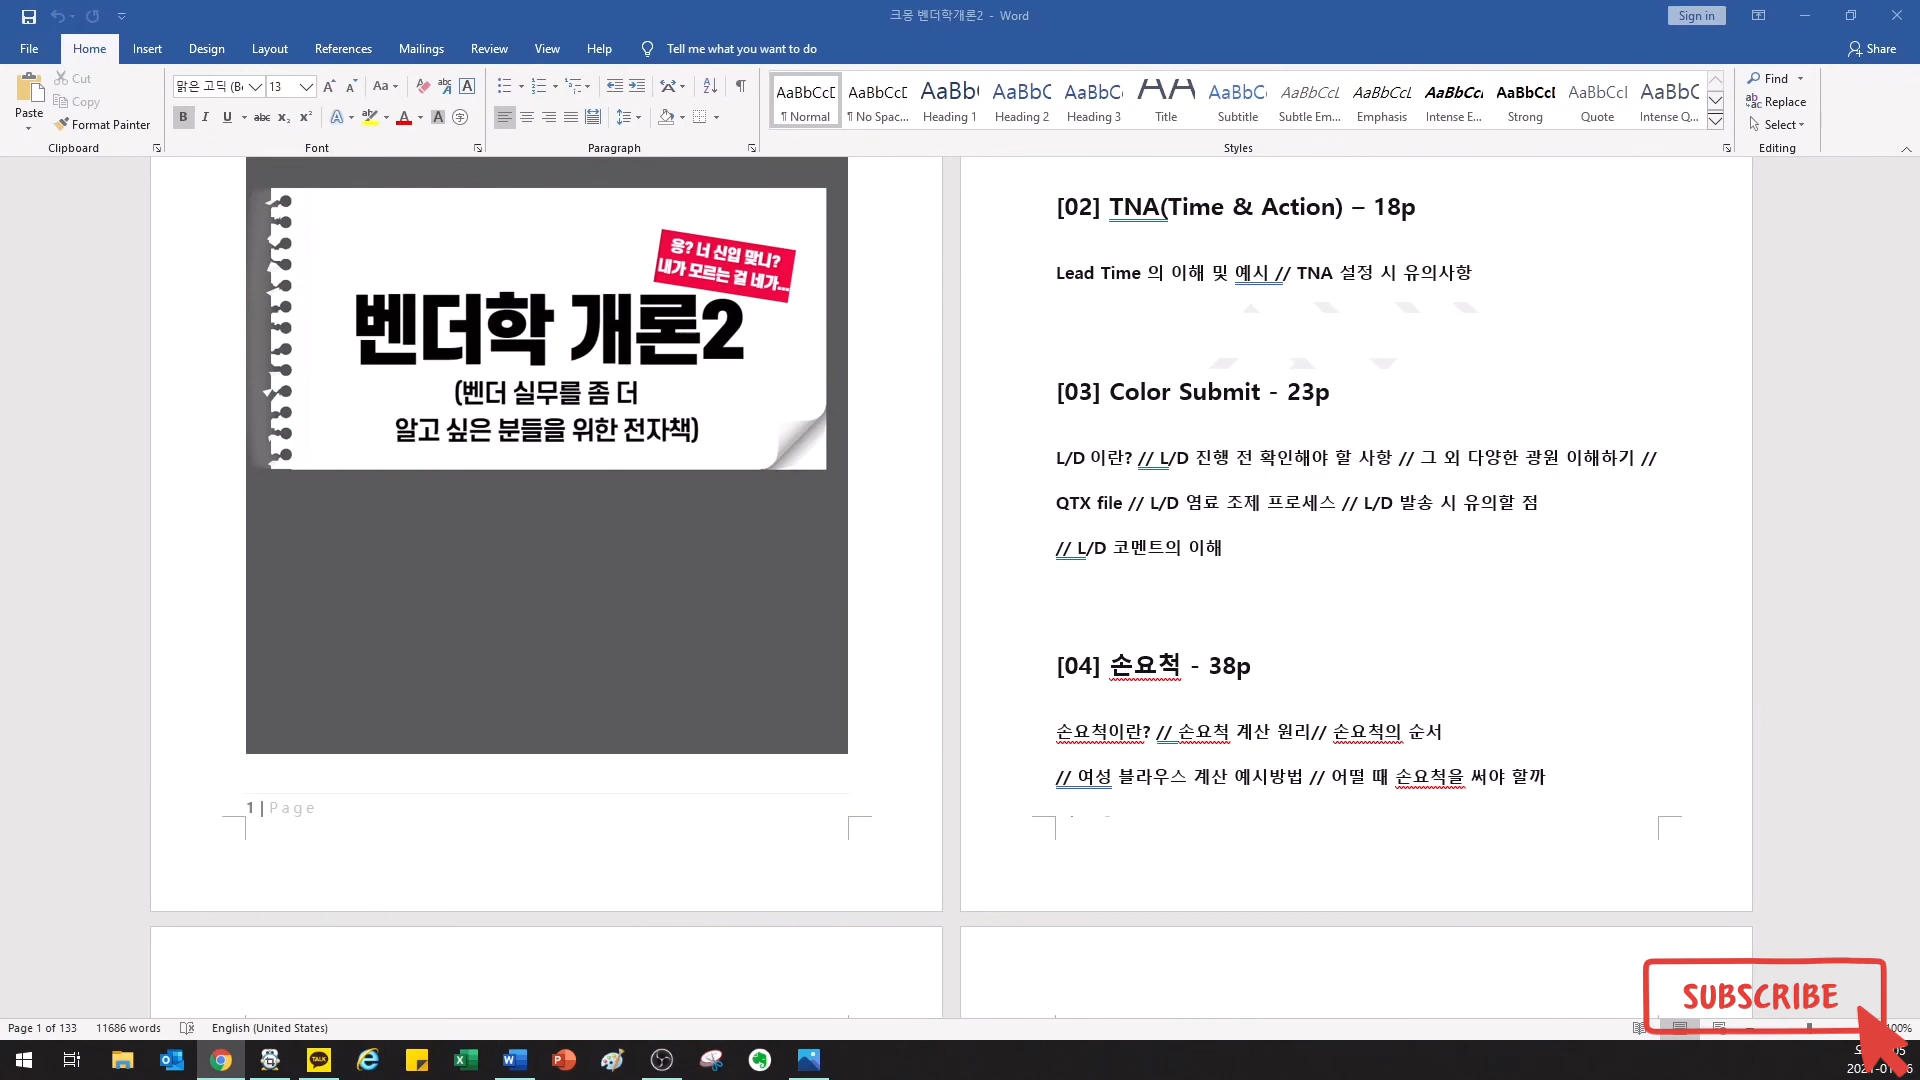 크몽 벤더학개론2 - Word
Sign in
File Home Insert Design Layout References Mailings Review View Help Tell me what you want to do Share
Paste
Cut
Copy
Format Painter
Clipboard
맑은 고딕 (B 13
Font
Paragraph
AaBbCcD AaBbCcD AaBbC AaBbC AaBbC AA AaBbC AaBbCcL AaBbCcL AaBbCcL AaBbCcD AaBbCcI AaBbC
¶ Normal ¶ No Spac... Heading 1 Heading 2 Heading 3 Title Subtitle Subtle Em... Emphasis Intense E... Strong Quote Intense Q...
Styles
Find
Replace
Select
Editing
응? 너 신입 맞니?
내가 모르는 걸 네가...
벤더학 개론2
(벤더 실무를 좀 더
알고 싶은 분들을 위한 전자책)
1 | Page
[02] TNA(Time & Action) – 18p
Lead Time 의 이해 및 예시 // TNA 설정 시 유의사항
[03] Color Submit - 23p
L/D 이란? // L/D 진행 전 확인해야 할 사항 // 그 외 다양한 광원 이해하기 //
QTX file // L/D 염료 조제 프로세스 // L/D 발송 시 유의할 점
// L/D 코멘트의 이해
[04] 손요척 - 38p
손요척이란? // 손요척 계산 원리// 손요척의 순서
// 여성 블라우스 계산 예시방법 // 어떨 때 손요척을 써야 할까
SUBSCRIBE
Page 1 of 133 11686 words English (United States) 100%